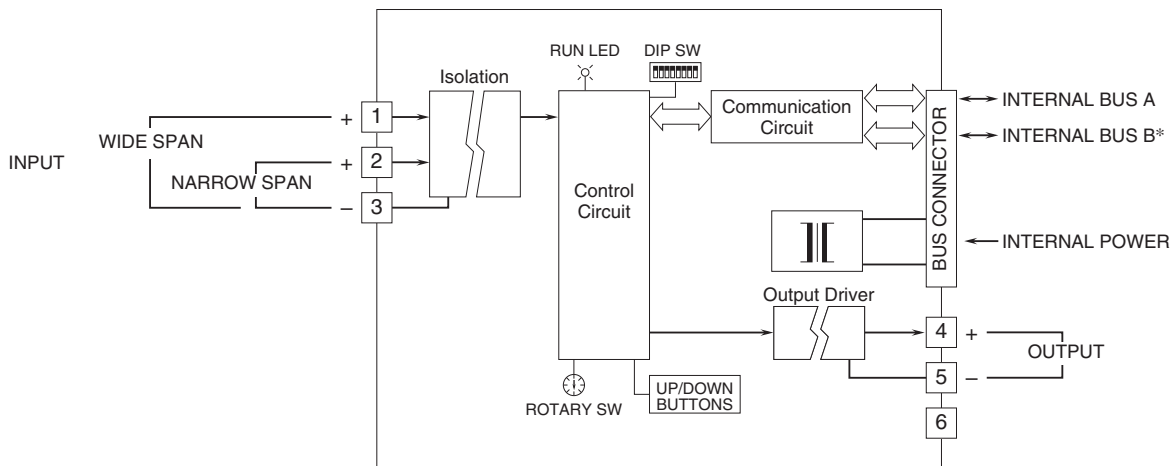 RUN LED
DIP SW
Isolation
INPUT
WIDE SPAN
+ 1
NARROW SPAN
+ 2
− 3
Control
Circuit
Communication
Circuit
BUS CONNECTOR
INTERNAL BUS A
INTERNAL BUS B*
INTERNAL POWER
Output Driver
4 +
OUTPUT
5 −
6
ROTARY SW
UP/DOWN
BUTTONS